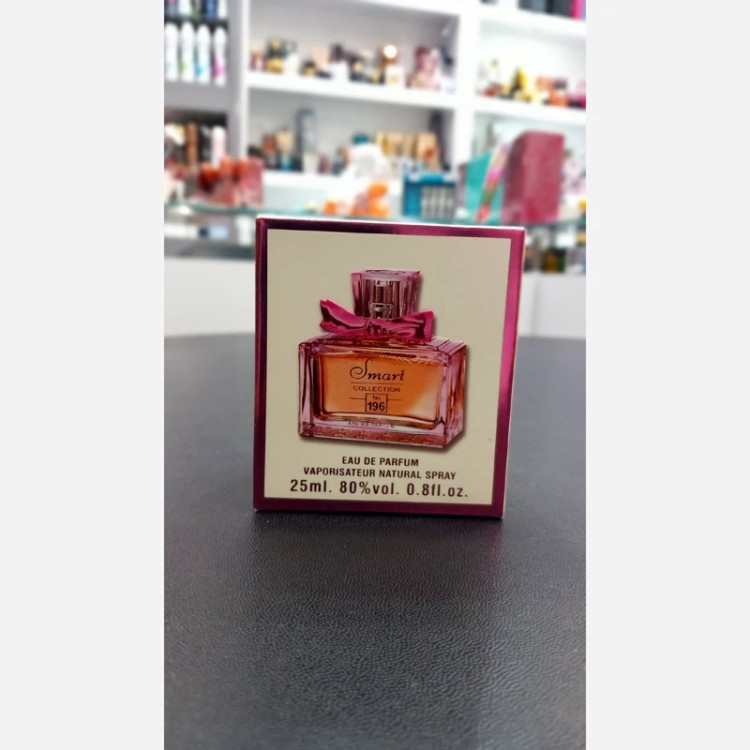 Smart
COLLECTION
No
196
EAU DE PARFUM
VAPORISATEUR NATURAL SPRAY
25ml. 80%vol. 0.8fl.oz.